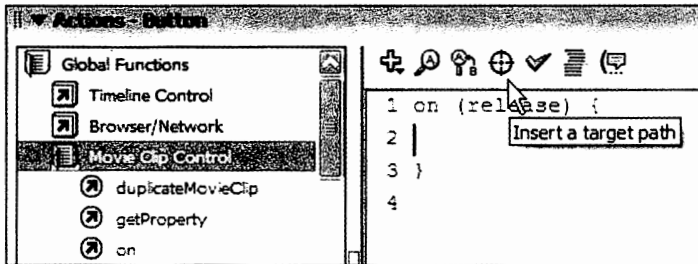 Actions - Button
Global Functions
Timeline Control
Browser/Network
Movie Clip Control
duplicateMovieClip
getProperty
on
1 on (release) {
2
3 }
4
Insert a target path